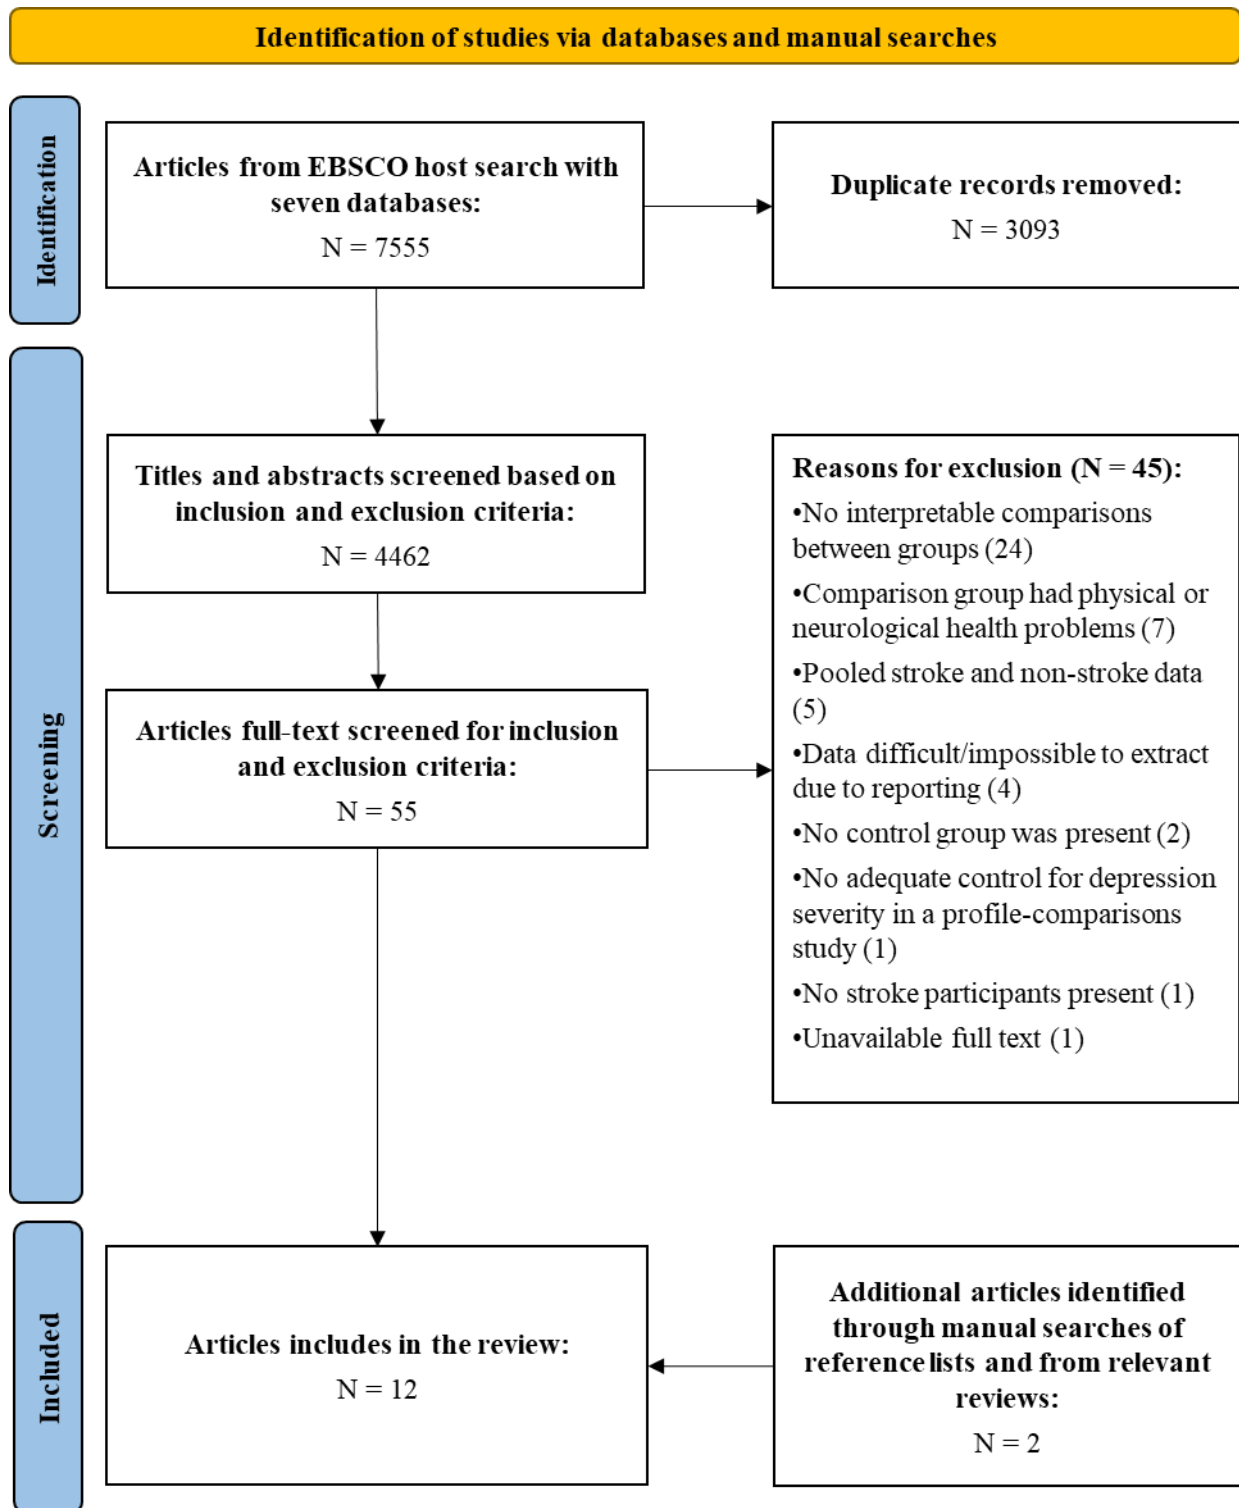 Identification of studies via databases and manual searches
Identification
Articles from EBSCO host search with
seven databases:
N = 7555
Duplicate records removed:
N = 3093
Screening
Titles and abstracts screened based on
inclusion and exclusion criteria:
N = 4462
Articles full-text screened for inclusion
and exclusion criteria:
N = 55
Reasons for exclusion (N = 45):
•No interpretable comparisons
between groups (24)
•Comparison group had physical or
neurological health problems (7)
•Pooled stroke and non-stroke data
(5)
•Data difficult/impossible to extract
due to reporting (4)
•No control group was present (2)
•No adequate control for depression
severity in a profile-comparisons
study (1)
•No stroke participants present (1)
•Unavailable full text (1)
Included
Articles includes in the review:
N = 12
Additional articles identified
through manual searches of
reference lists and from relevant
reviews:
N = 2